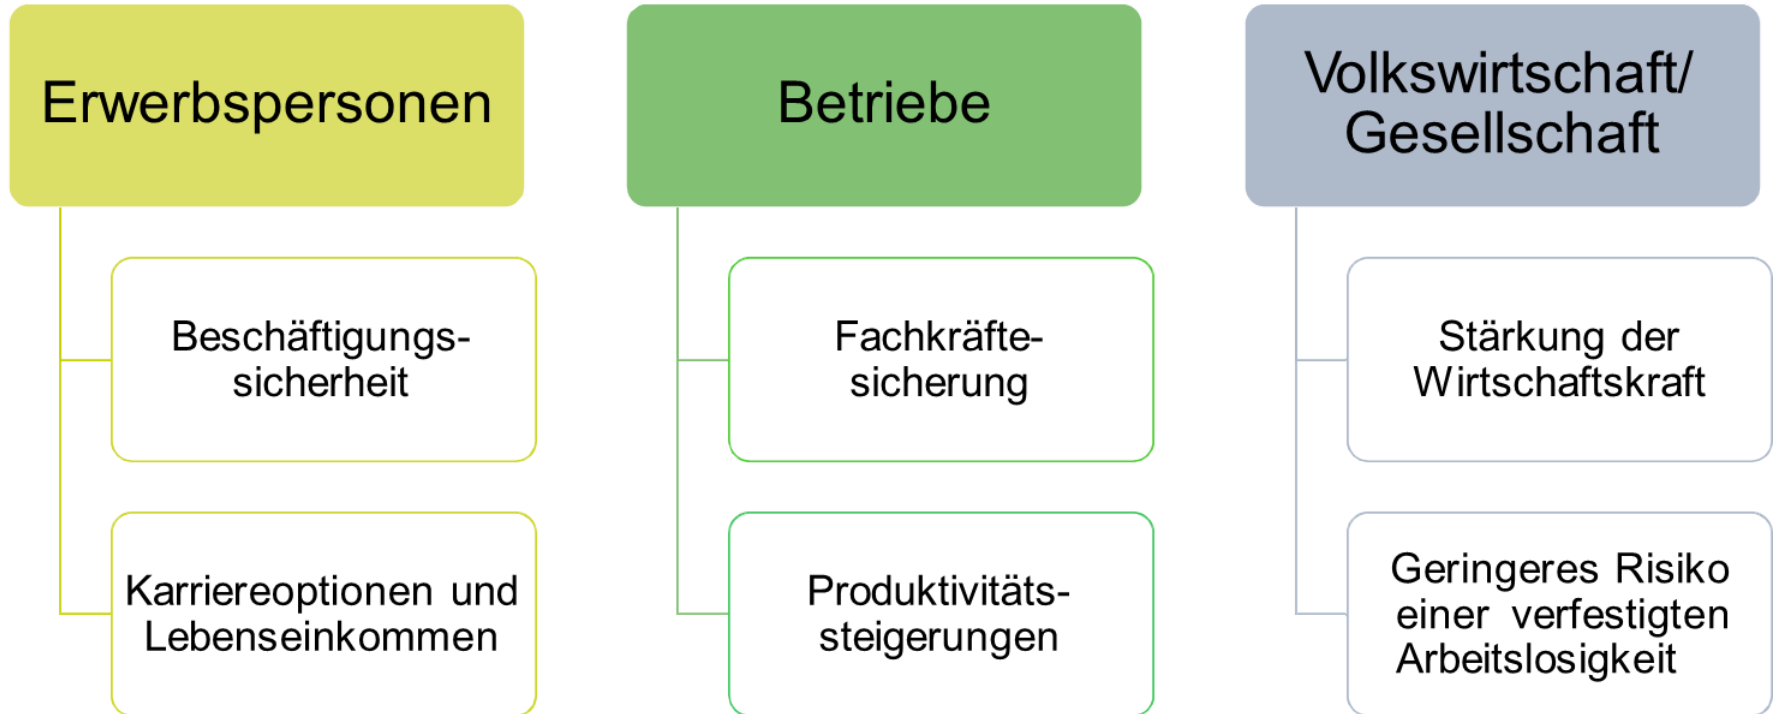 Erwerbspersonen
Beschäftigungs-
sicherheit
Karriereoptionen und
Lebenseinkommen
Betriebe
Fachkräfte-
sicherung
Produktivitäts-
steigerungen
Volkswirtschaft/
Gesellschaft
Stärkung der
Wirtschaftskraft
Geringeres Risiko
einer verfestigten
Arbeitslosigkeit